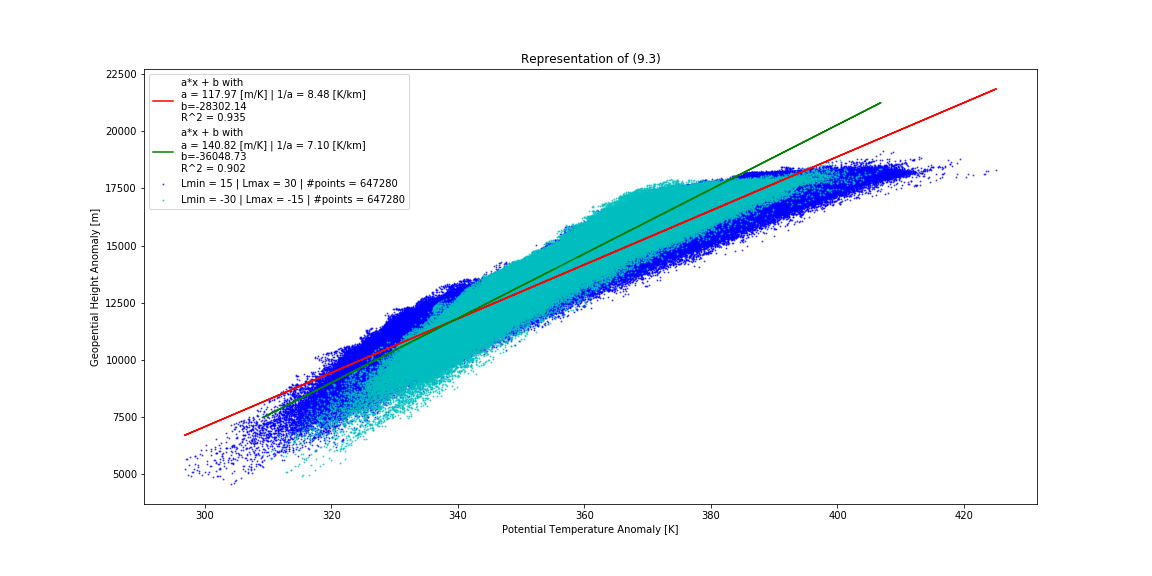 Representation of (9.3)
22500
20000
17500
15000
12500
10000
7500
5000
Geopential Height Anomaly [m]
a*x + b with
a = 117.97 [m/K] | 1/a = 8.48 [K/km]
b=-28302.14
R^2 = 0.935
a*x + b with
a = 140.82 [m/K] | 1/a = 7.10 [K/km]
b=-36048.73
R^2 = 0.902
Lmin = 15 | Lmax = 30 | #points = 647280
Lmin = -30 | Lmax = -15 | #points = 647280
300 320 340 360 380 400 420
Potential Temperature Anomaly [K]